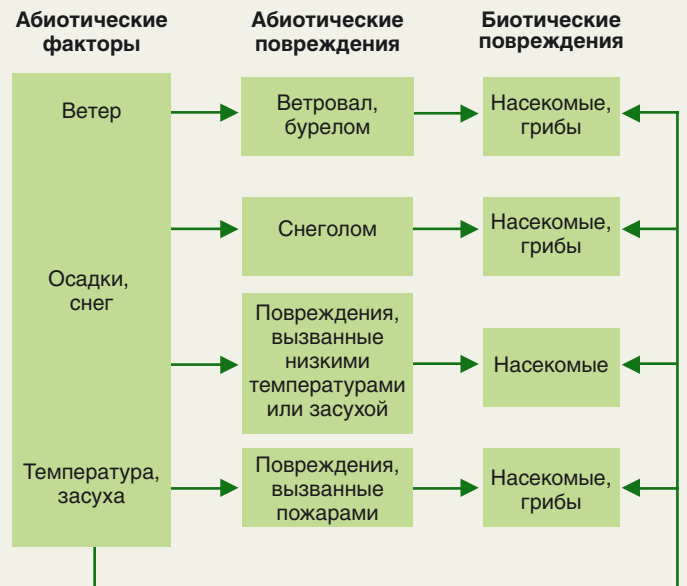 Абиотические
факторы
Абиотические
повреждения
Биотические
повреждения
Ветер
Ветровал,
бурелом
Насекомые,
грибы
Снеголом
Насекомые,
грибы
Осадки,
снег
Повреждения,
вызванные
низкими
температурами
или засухой
Насекомые
Температура,
засуха
Повреждения,
вызванные
пожарами
Насекомые,
грибы